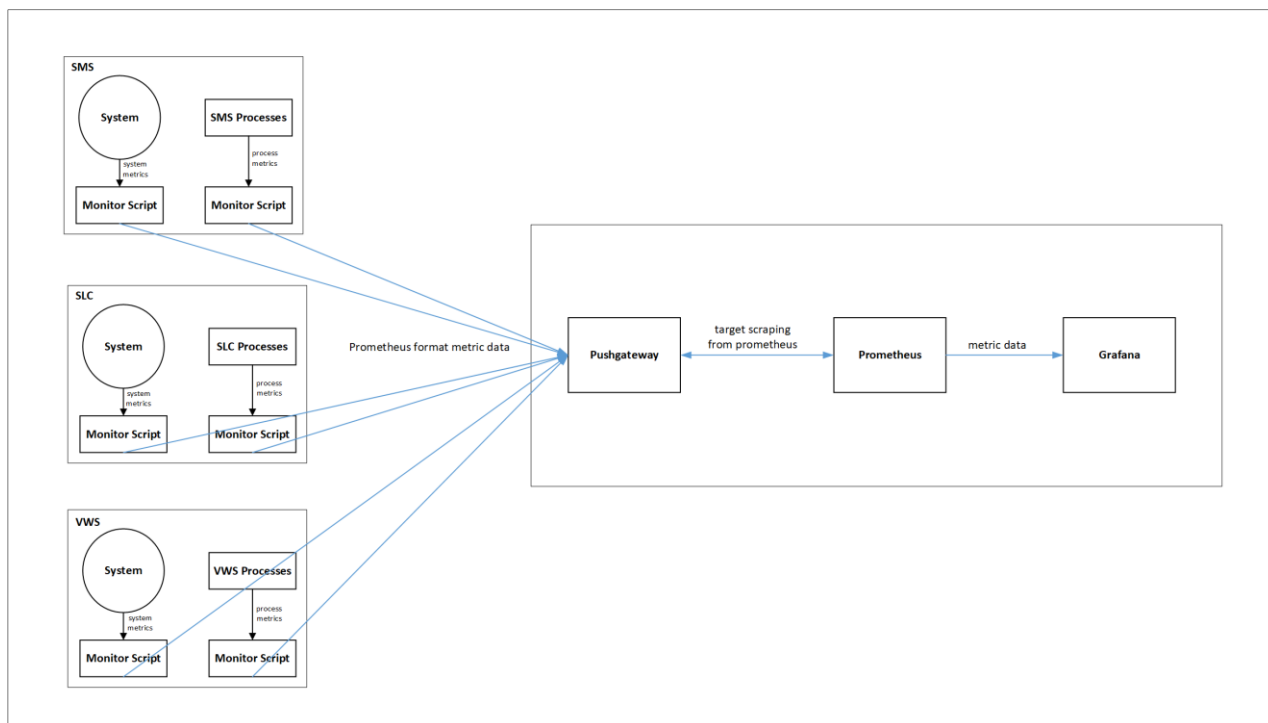 SMS
System
SMS Processes
system
metrics
process
metrics
Monitor Script
Monitor Script
SLC
System
SLC Processes
system
metrics
process
metrics
Monitor Script
Monitor Script
VWS
System
VWS Processes
system
metrics
process
metrics
Monitor Script
Monitor Script
Prometheus format metric data
Pushgateway
target scraping
from prometheus
Prometheus
metric data
Grafana